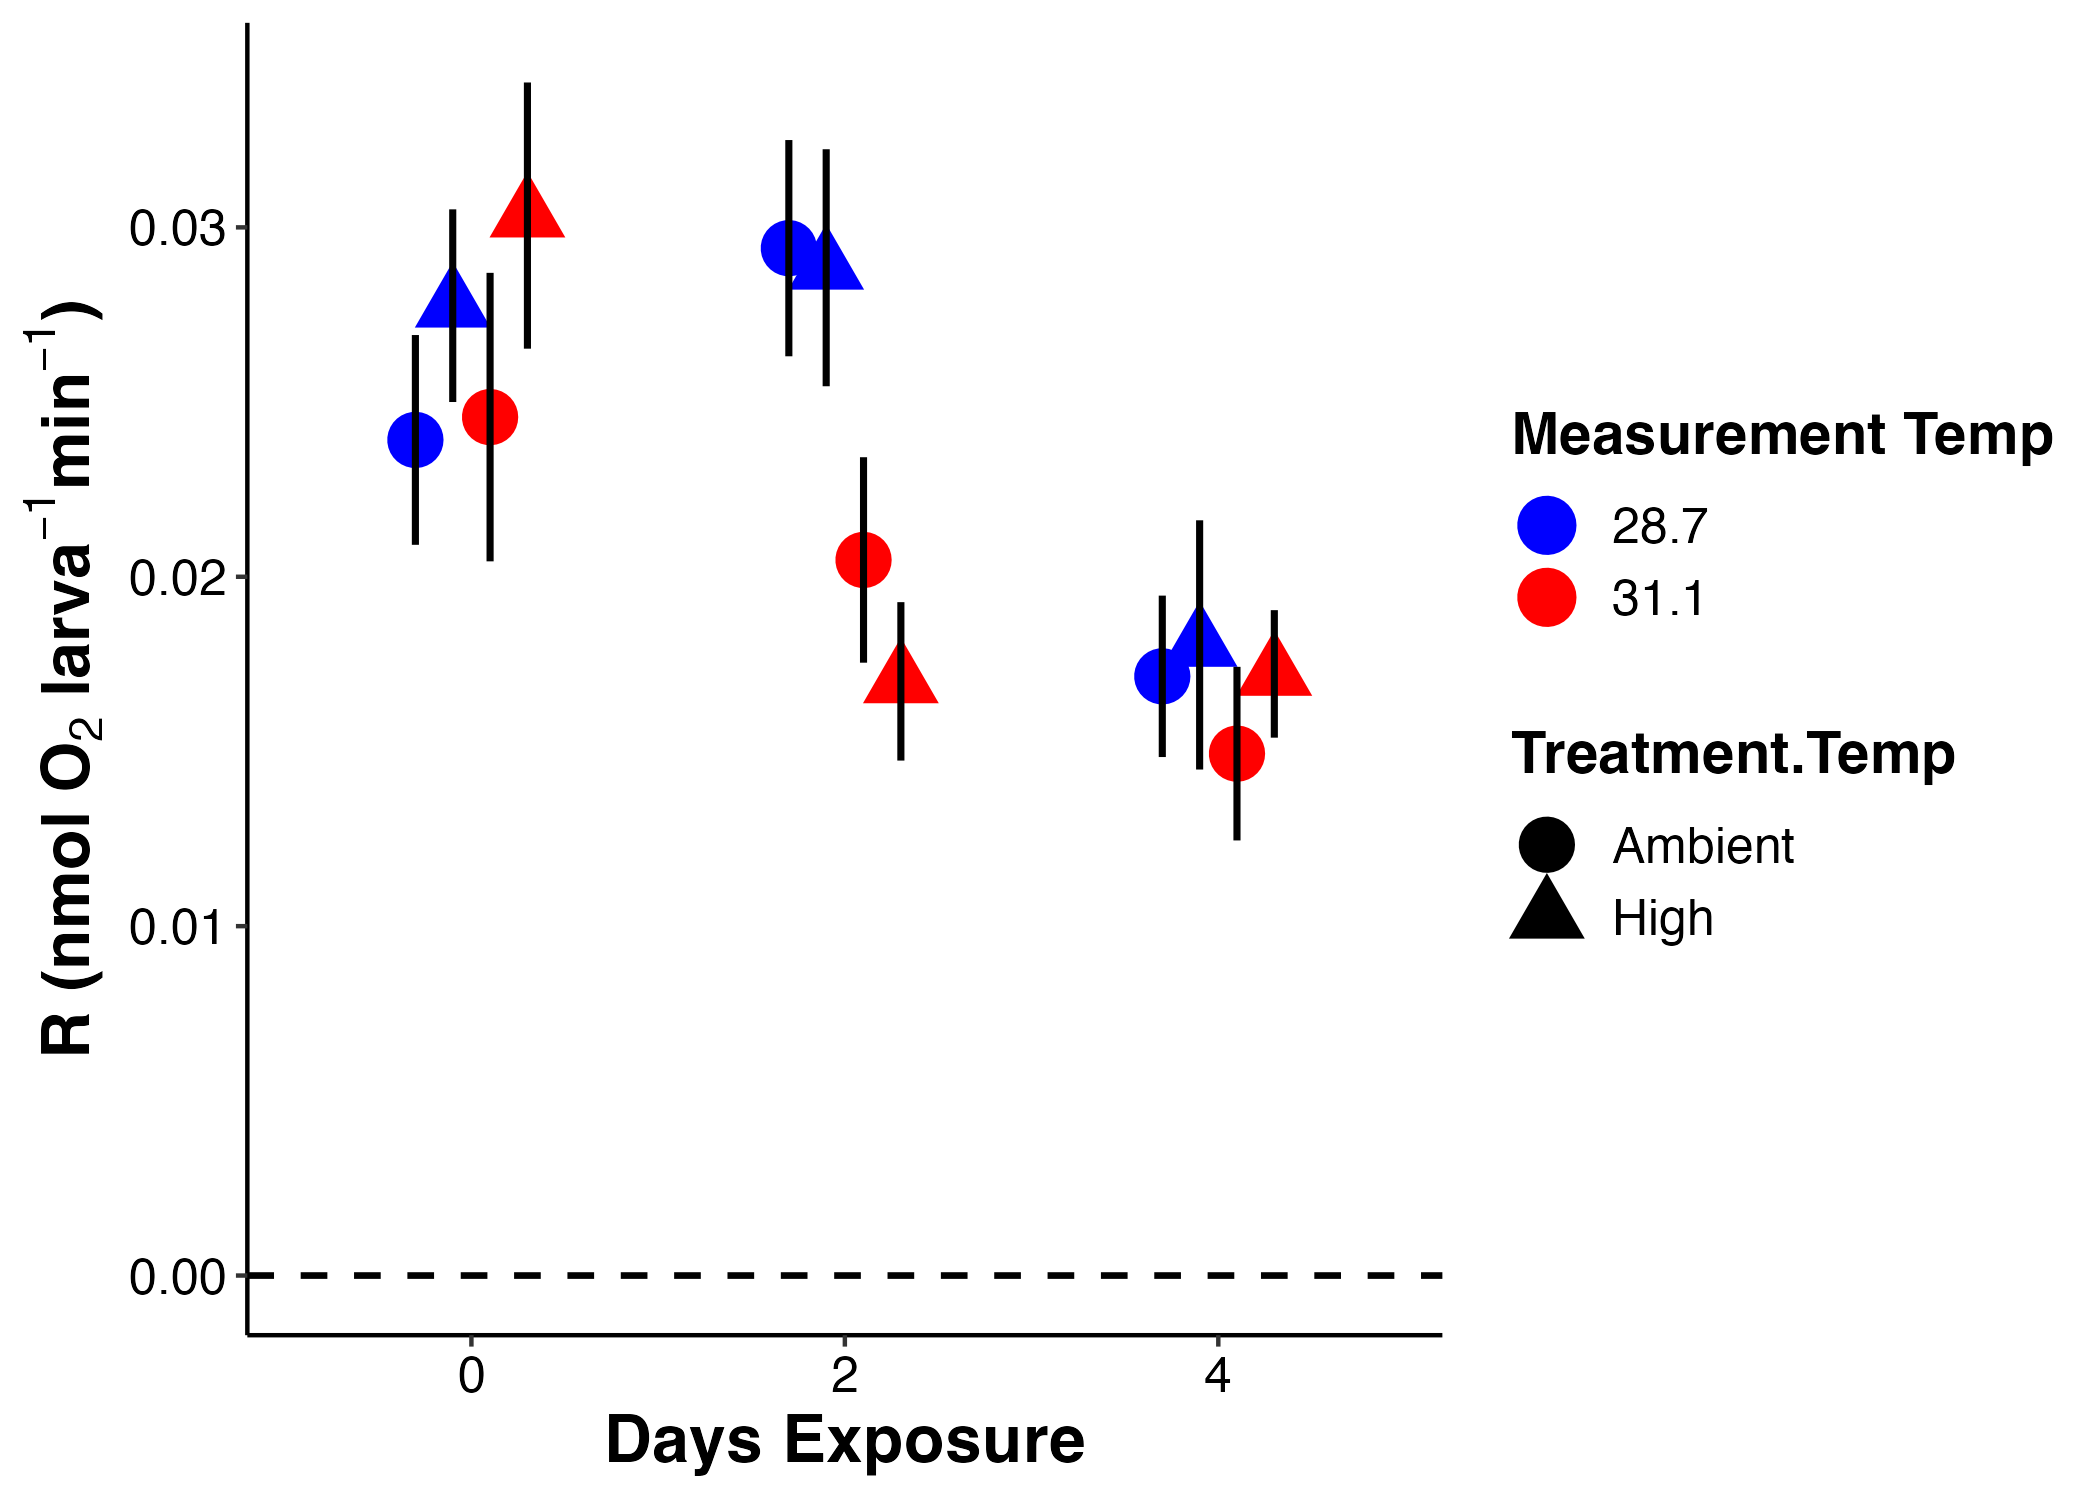 R (nmol O₂ larva⁻¹min⁻¹)
0.03
0.02
0.01
0.00
0 2 4
Days Exposure
Measurement Temp
28.7
31.1
Treatment.Temp
Ambient
High